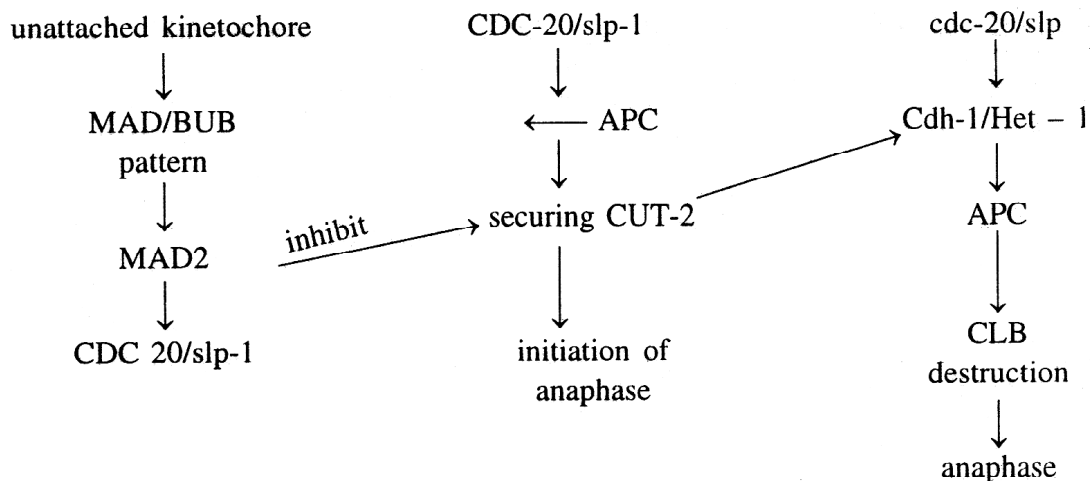 unattached kinetochore
MAD/BUB
pattern
MAD2
CDC 20/slp-1
inhibit
CDC-20/slp-1
APC
securing CUT-2
initiation of
anaphase
cdc-20/slp
Cdh-1/Het – 1
APC
CLB
destruction
anaphase